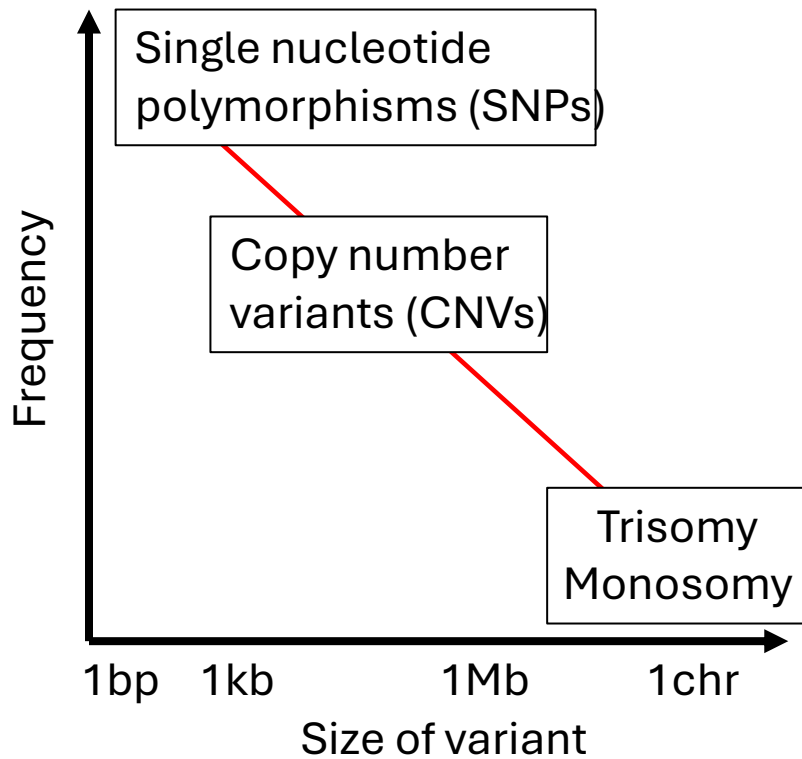 Single nucleotide
polymorphisms (SNPs)
Copy number
variants (CNVs)
Trisomy
Monosomy
Frequency
1bp 1kb 1Mb 1chr
Size of variant